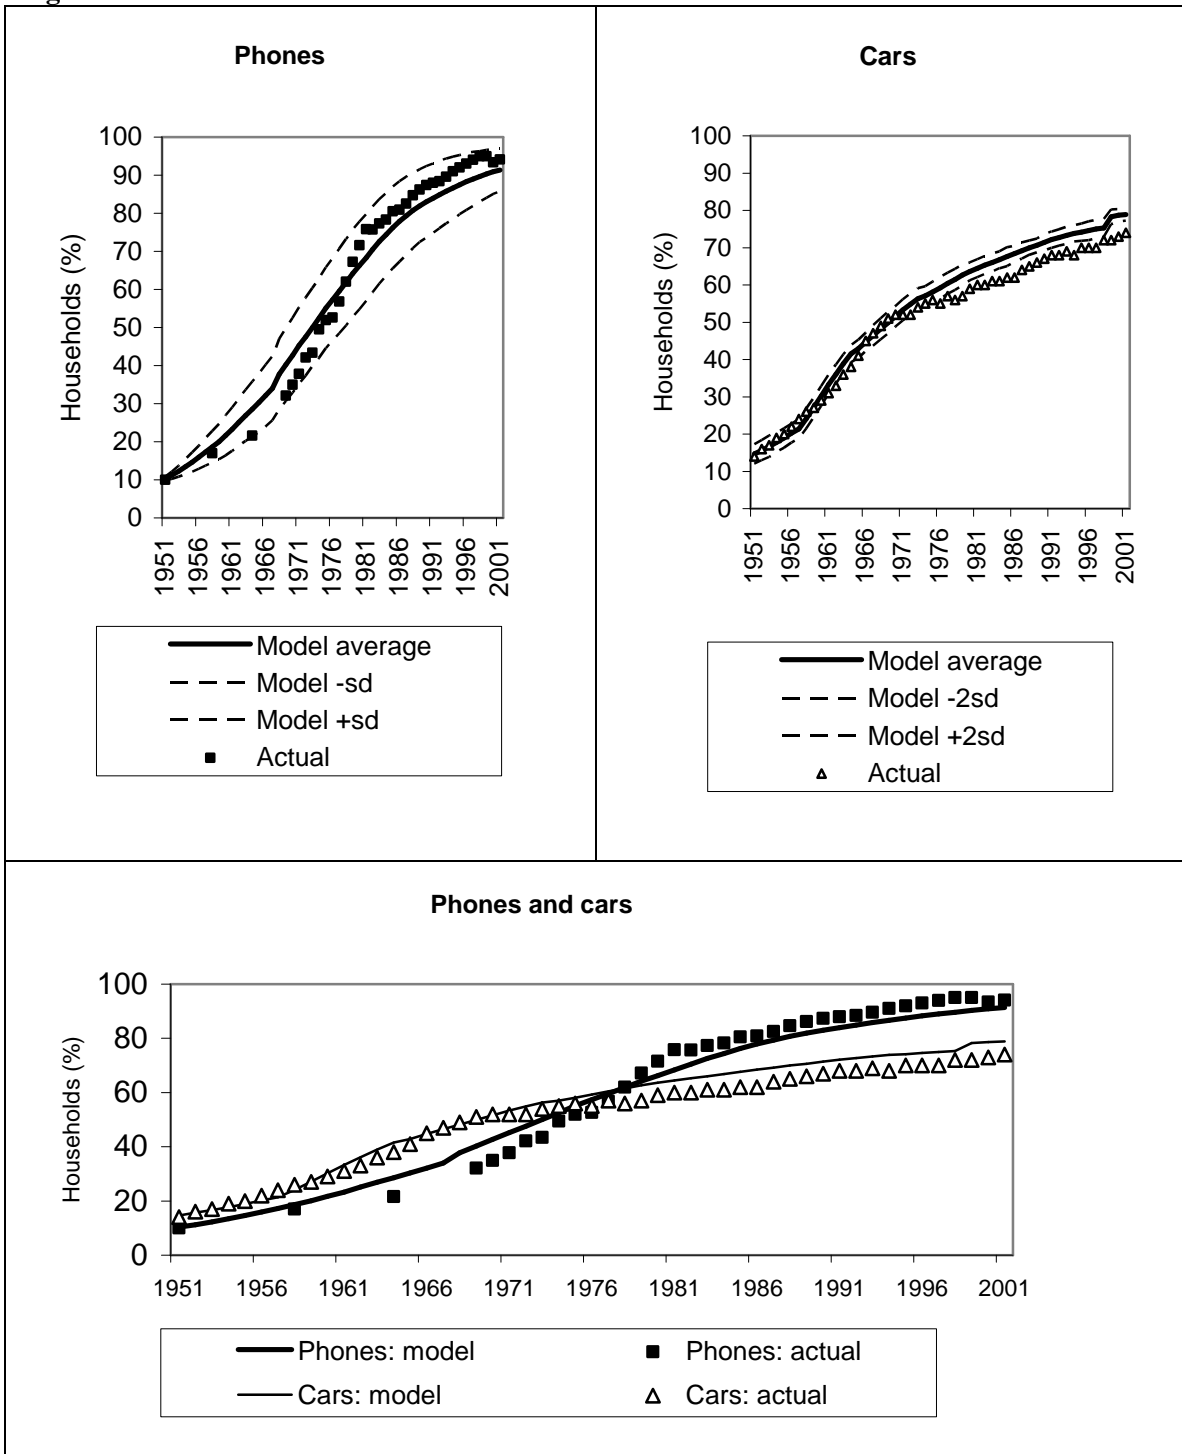 Phones
100
90
80
70
60
50
40
30
20
10
0
Households (%)
1951 1956 1961 1966 1971 1976 1981 1986 1991 1996 2001
Model average
Model -sd
Model +sd
Actual
Cars
100
90
80
70
60
50
40
30
20
10
0
Households (%)
1951 1956 1961 1966 1971 1976 1981 1986 1991 1996 2001
Model average
Model -2sd
Model +2sd
Actual
Phones and cars
100
80
60
40
20
0
Households (%)
1951 1956 1961 1966 1971 1976 1981 1986 1991 1996 2001
Phones: model Phones: actual
Cars: model Cars: actual